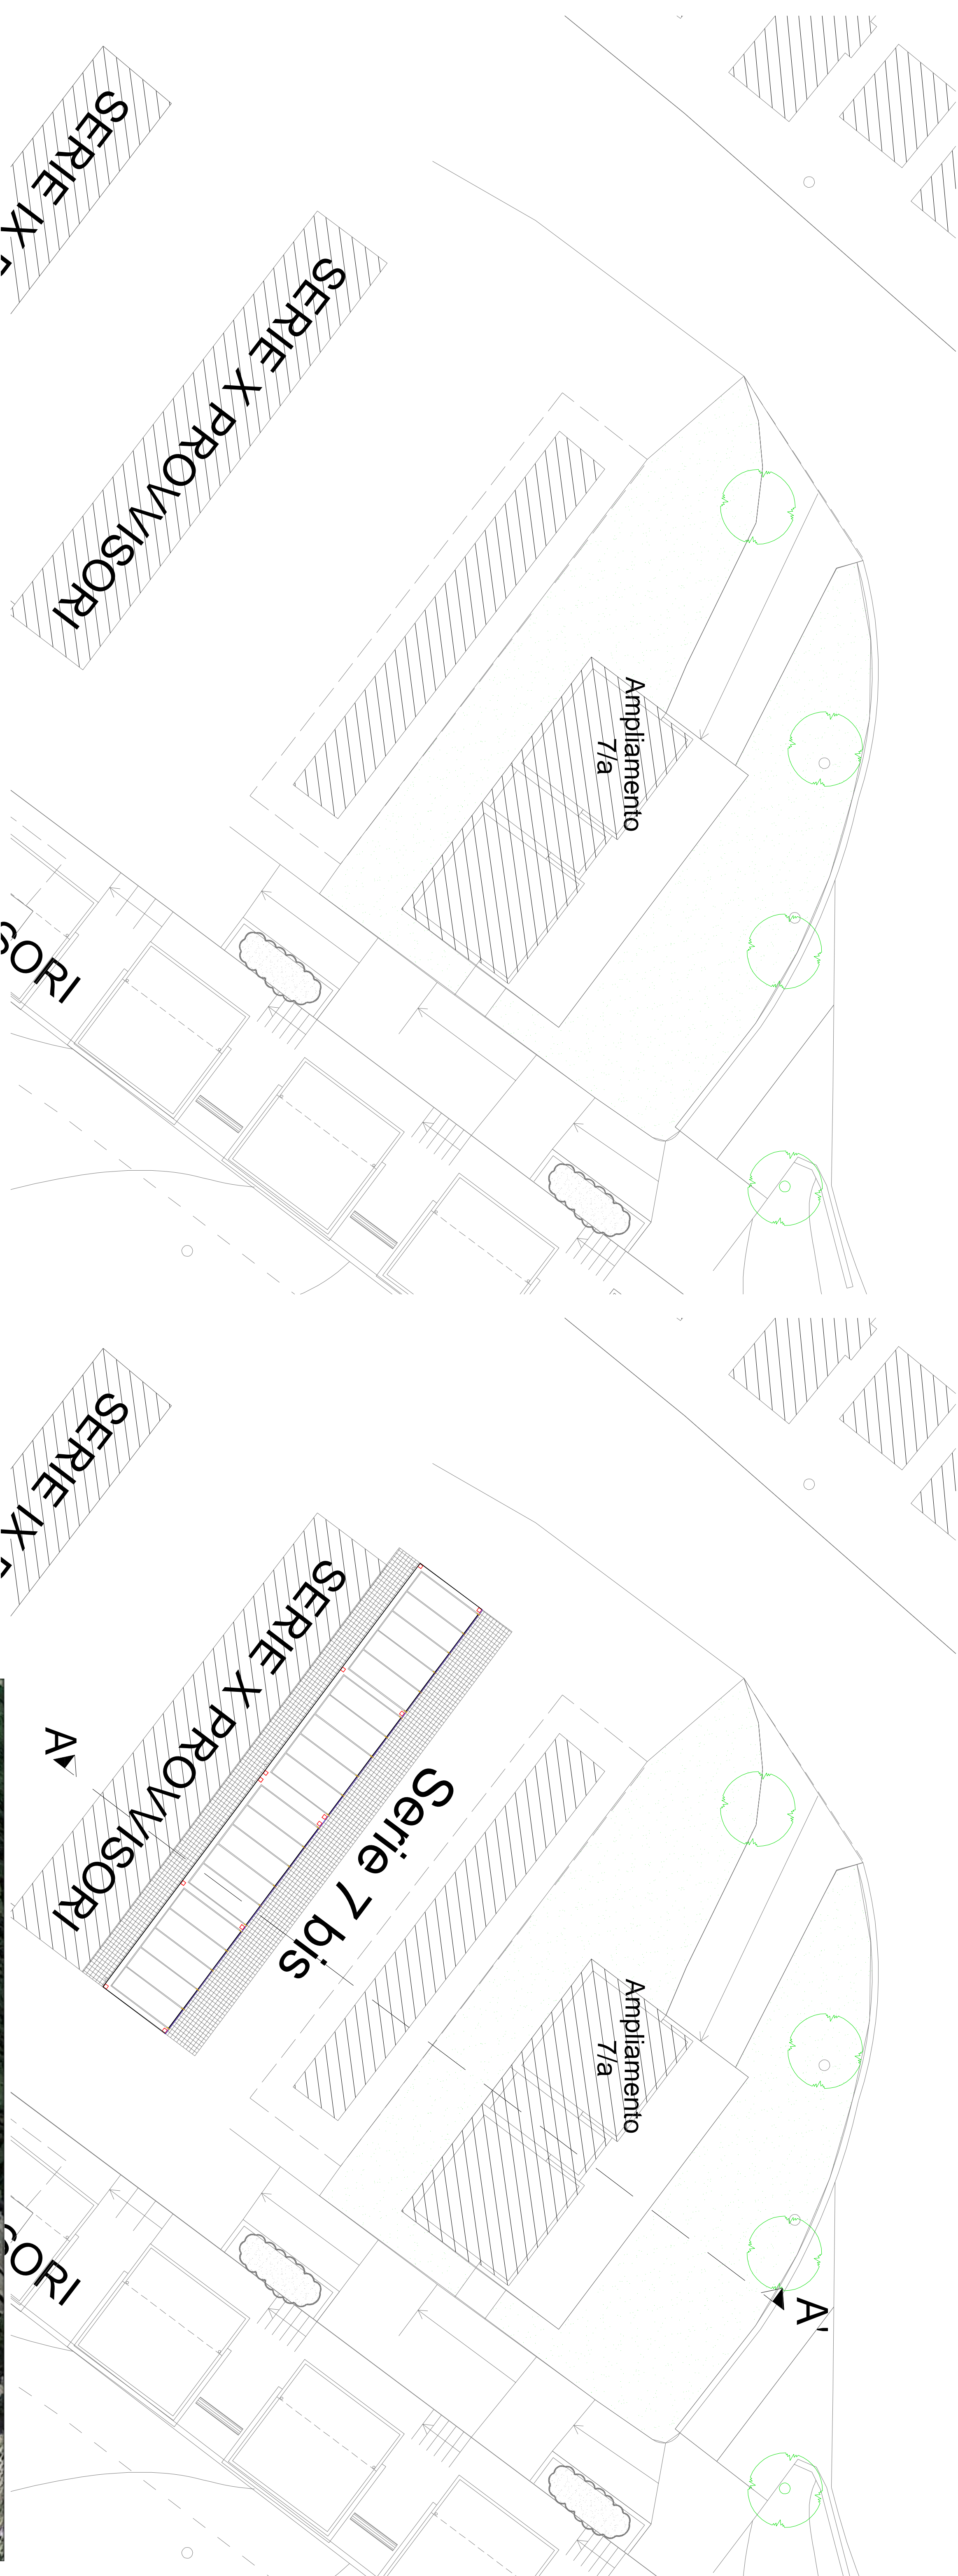 SERIE IX
SERIE X PROVVISORI
Ampliamento
7/a
SORI
SERIE IX
SERIE X PROVVISORI
A
Serie 7 bis
Ampliamento
7/a
A'
SORI